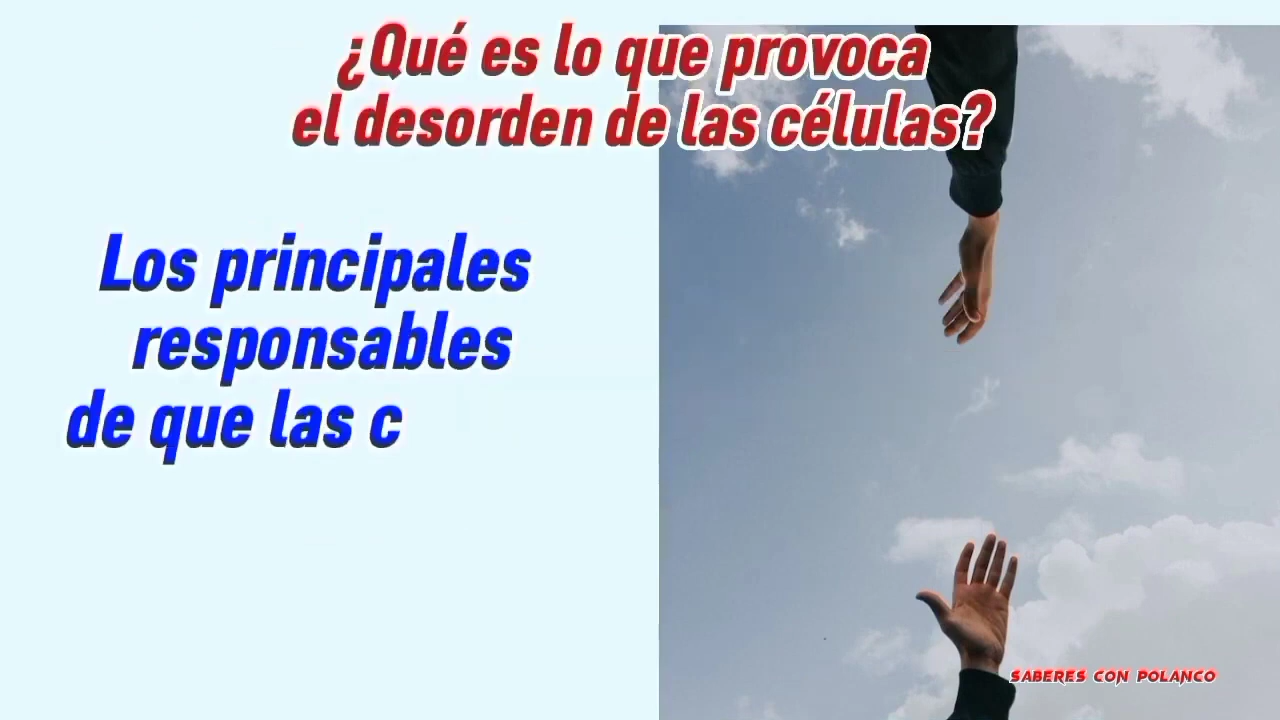 ¿Qué es lo que provoca
el desorden de las células?
Los principales
responsables
de que las c
SABERES CON POLANCO